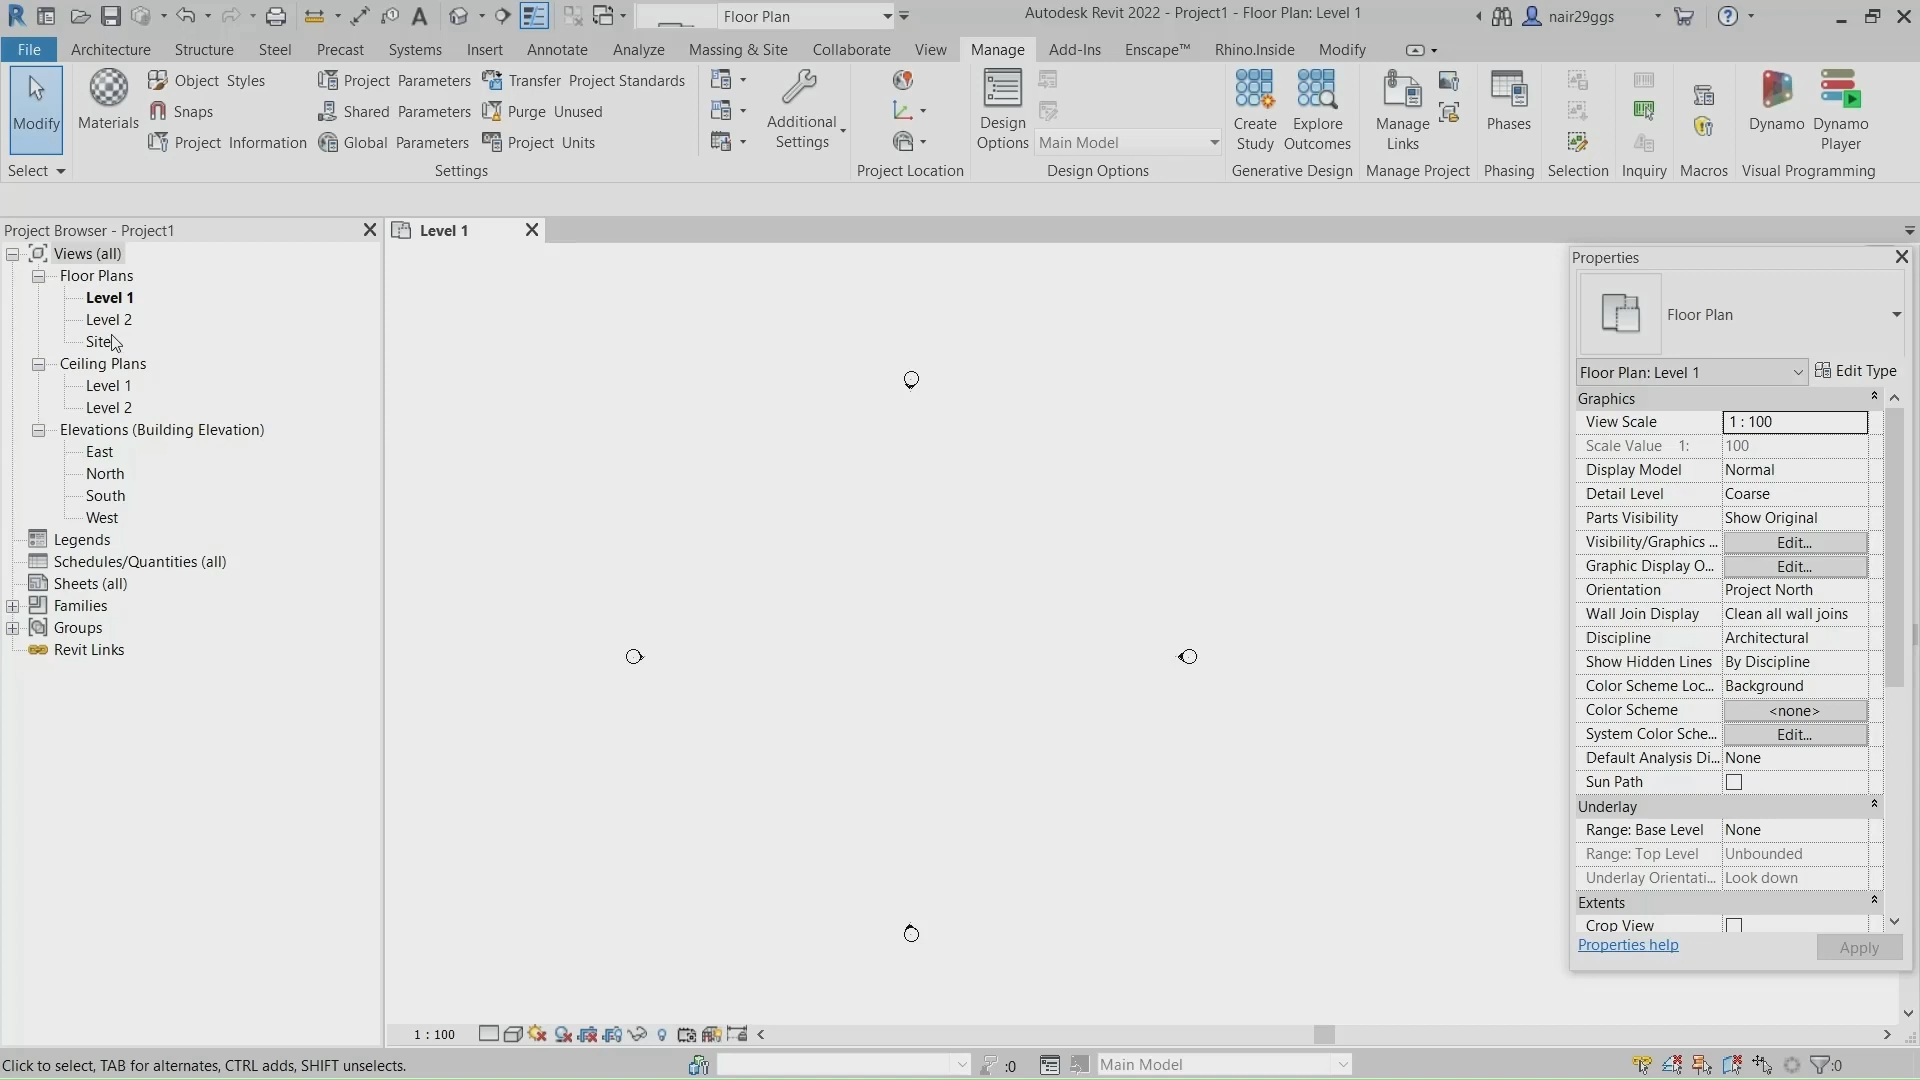 Floor Plan
Autodesk Revit 2022 - Project1 - Floor Plan: Level 1
nair29ggs
File
Architecture
Structure
Steel
Precast
Systems
Insert
Annotate
Analyze
Massing & Site
Collaborate
View
Manage
Add-Ins
Enscape™
Rhino.Inside
Modify
Modify
Materials
Object Styles
Snaps
Project Information
Project Parameters
Shared Parameters
Global Parameters
Transfer Project Standards
Purge Unused
Project Units
Additional
Settings
Design
Options
Main Model
Create
Study
Explore
Outcomes
Manage
Links
Phases
Dynamo
Dynamo
Player
Select
Settings
Project Location
Design Options
Generative Design
Manage Project
Phasing
Selection
Inquiry
Macros
Visual Programming
Project Browser - Project1
Views (all)
Floor Plans
Level 1
Level 2
Site
Ceiling Plans
Level 1
Level 2
Elevations (Building Elevation)
East
North
South
West
Legends
Schedules/Quantities (all)
Sheets (all)
Families
Groups
Revit Links
Level 1
Properties
Floor Plan
Floor Plan: Level 1
Edit Type
Graphics
View Scale 1 : 100
Scale Value 1: 100
Display Model Normal
Detail Level Coarse
Parts Visibility Show Original
Visibility/Graphics ... Edit...
Graphic Display O... Edit...
Orientation Project North
Wall Join Display Clean all wall joins
Discipline Architectural
Show Hidden Lines By Discipline
Color Scheme Loc... Background
Color Scheme <none>
System Color Sche... Edit...
Default Analysis Di... None
Sun Path
Underlay
Range: Base Level None
Range: Top Level Unbounded
Underlay Orientati... Look down
Extents
Crop View
Properties help
Apply
1 : 100
Click to select, TAB for alternates, CTRL adds, SHIFT unselects.
:0
Main Model
:0